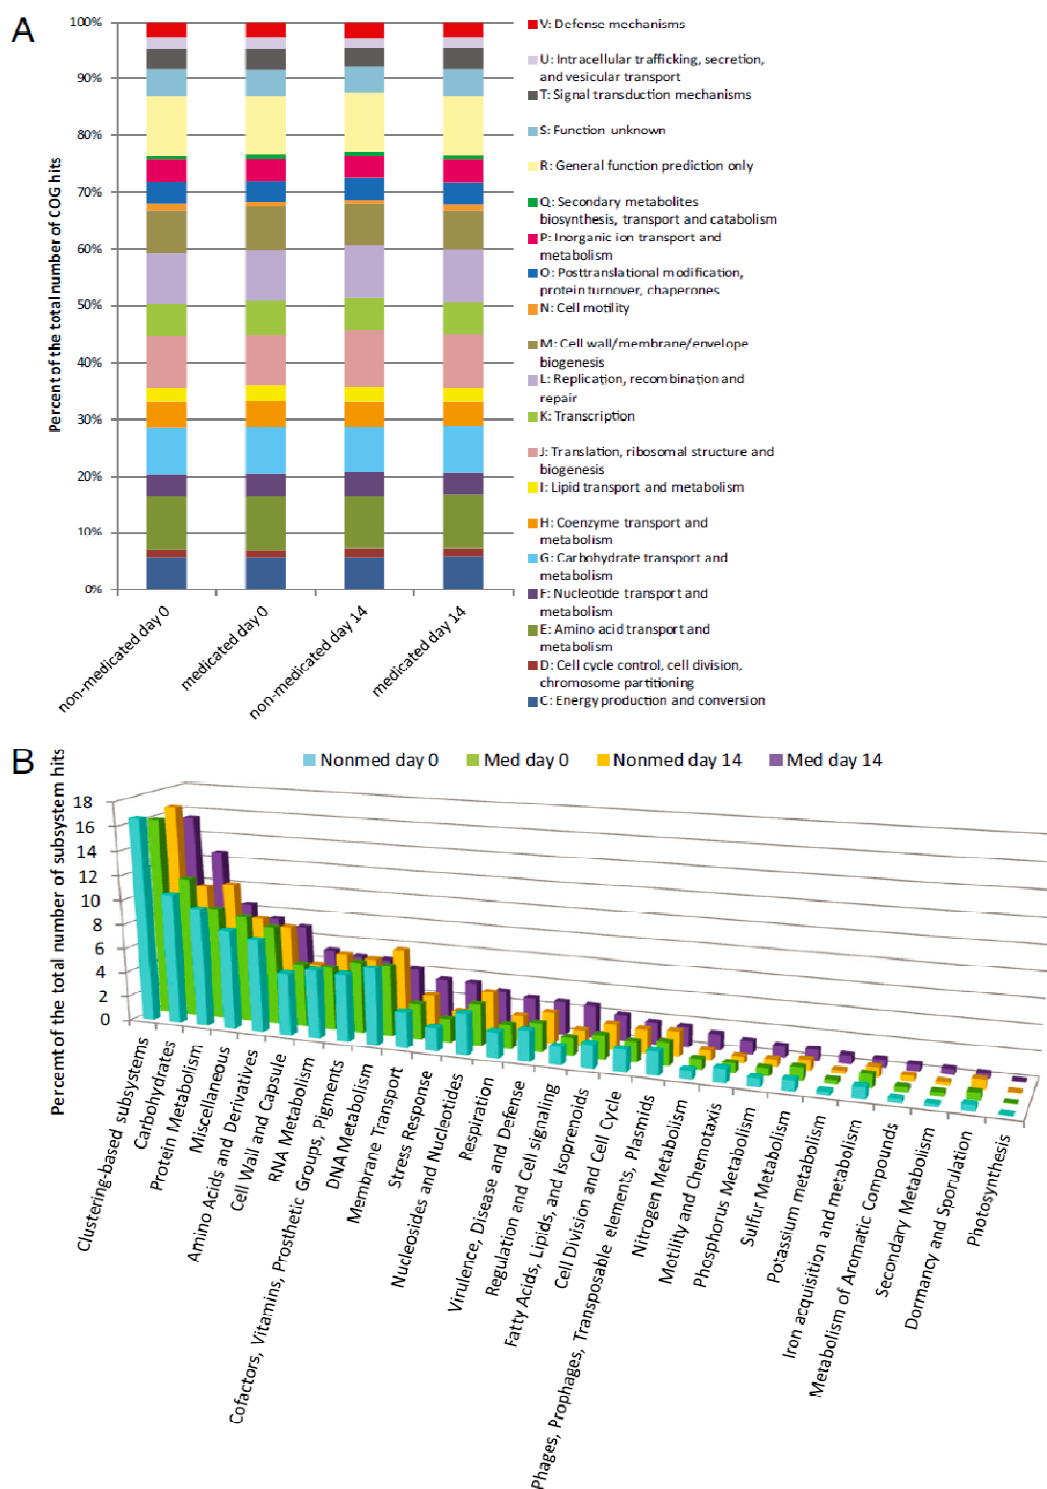 A
Percent of the total number of COG hits
100%
90%
80%
70%
60%
50%
40%
30%
20%
10%
0%
non-medicated day 0
medicated day 0
non-medicated day 14
medicated day 14
V: Defense mechanisms
U: Intracellular trafficking, secretion,
and vesicular transport
T: Signal transduction mechanisms
S: Function unknown
R: General function prediction only
Q: Secondary metabolites
biosynthesis, transport and catabolism
P: Inorganic ion transport and
metabolism
O: Posttranslational modification,
protein turnover, chaperones
N: Cell motility
M: Cell wall/membrane/envelope
biogenesis
L: Replication, recombination and
repair
K: Transcription
J: Translation, ribosomal structure and
biogenesis
I: Lipid transport and metabolism
H: Coenzyme transport and
metabolism
G: Carbohydrate transport and
metabolism
F: Nucleotide transport and
metabolism
E: Amino acid transport and
metabolism
D: Cell cycle control, cell division,
chromosome partitioning
C: Energy production and conversion
B
Nonmed day 0
Med day 0
Nonmed day 14
Med day 14
Percent of the total number of subsystem hits
18
16
14
12
10
8
6
4
2
0
Clustering-based subsystems
Carbohydrates
Protein Metabolism
Miscellaneous
Amino Acids and Derivatives
Cell Wall and Capsule
RNA Metabolism
Cofactors, Vitamins, Prosthetic Groups, Pigments
DNA Metabolism
Membrane Transport
Stress Response
Nucleosides and Nucleotides
Respiration
Virulence, Disease and Defense
Regulation and Cell signaling
Fatty Acids, Lipids, and Isoprenoids
Cell Division and Cell Cycle
Phages, Prophages, Transposable elements, Plasmids
Nitrogen Metabolism
Motility and Chemotaxis
Phosphorus Metabolism
Sulfur Metabolism
Potassium metabolism
Iron acquisition and metabolism
Metabolism of Aromatic Compounds
Secondary Metabolism
Dormancy and Sporulation
Photosynthesis